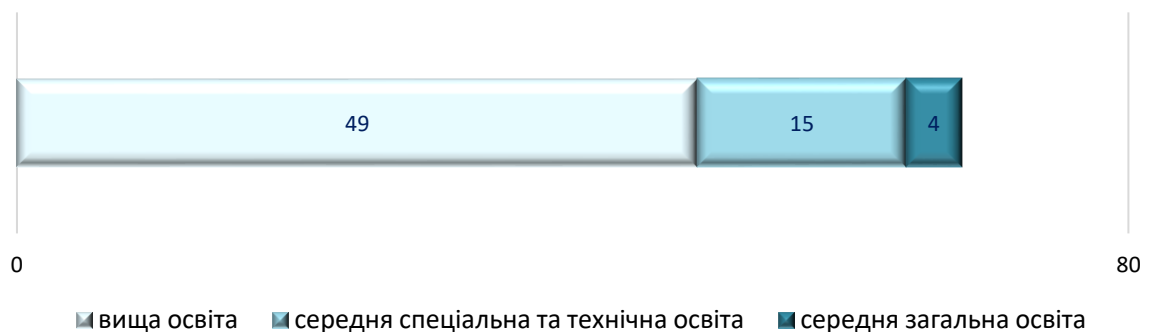 49 15 4
0 80
вища освіта середня спеціальна та технічна освіта середня загальна освіта